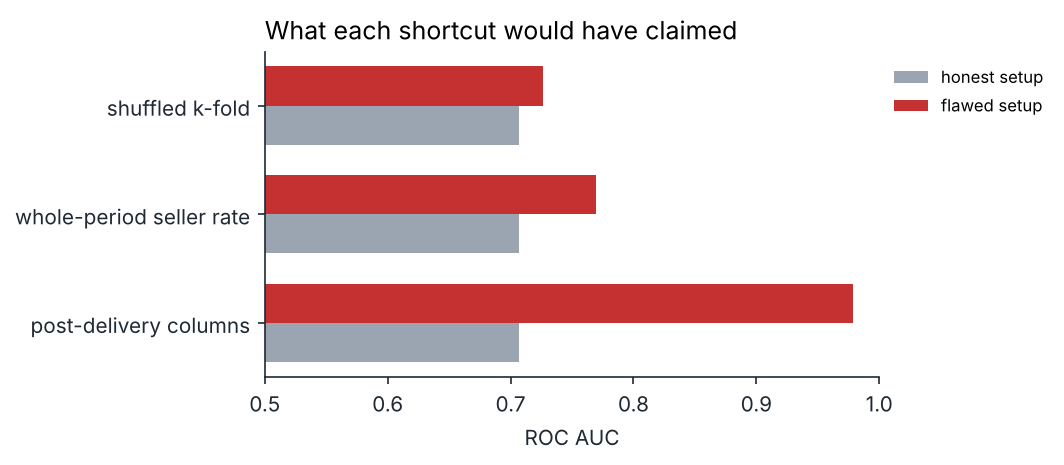 What each shortcut would have claimed
honest setup
flawed setup
shuffled k-fold
whole-period seller rate
post-delivery columns
0.5 0.6 0.7 0.8 0.9 1.0
ROC AUC